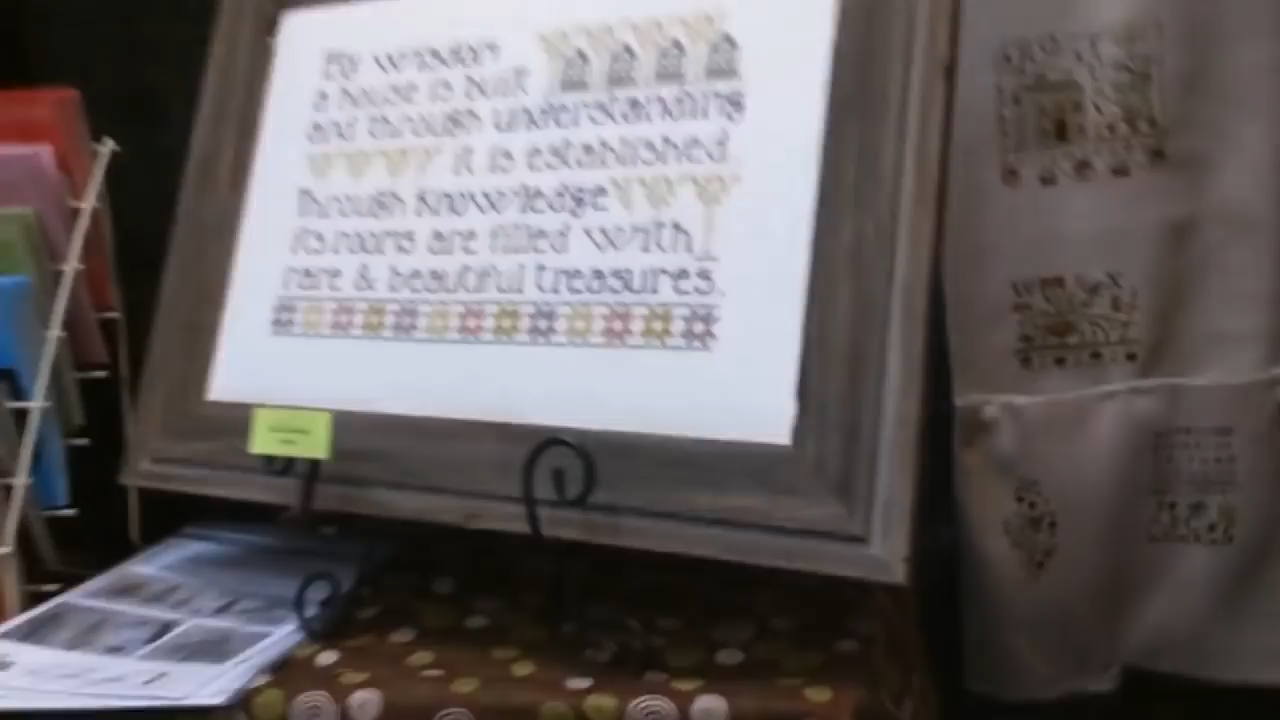 By wisdom
a house is built
and through understanding
it is established.
Through knowledge
its rooms are filled with
rare & beautiful treasures.